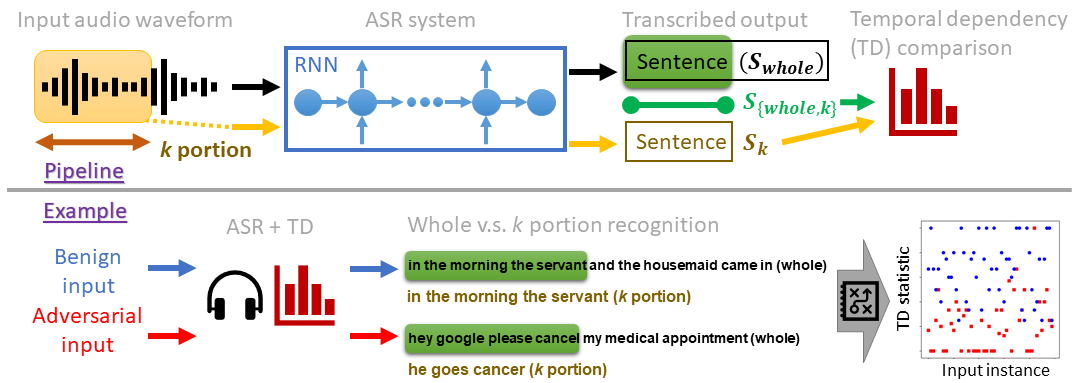 Input audio waveform
ASR system
Transcribed output
Temporal dependency
(TD) comparison
RNN
Sentence (S_whole)
S_{whole,k}
k portion
Sentence S_k
Pipeline
Example
ASR + TD
Whole v.s. k portion recognition
Benign
input
in the morning the servant and the housemaid came in (whole)
in the morning the servant (k portion)
Adversarial
input
hey google please cancel my medical appointment (whole)
he goes cancer (k portion)
TD statistic
Input instance